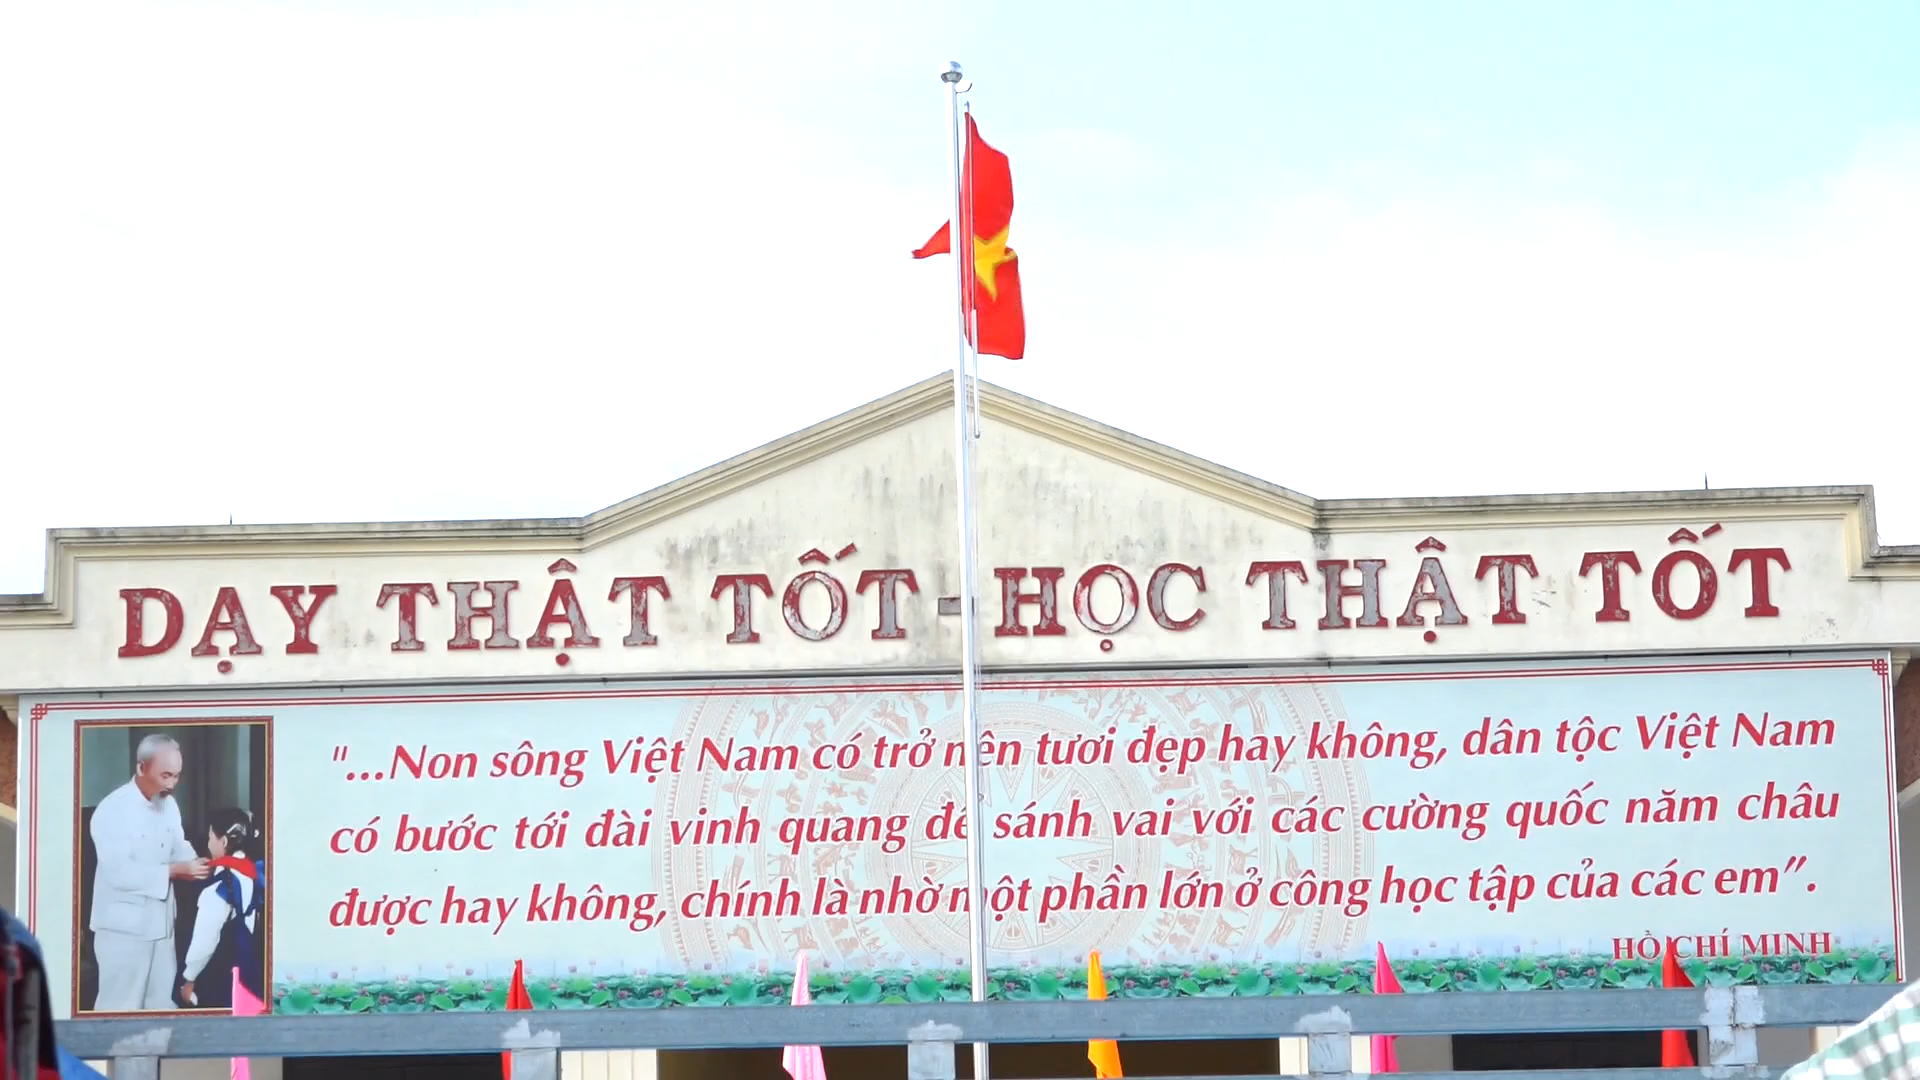 DẠY THẬT TỐT - HỌC THẬT TỐT
"...Non sông Việt Nam có trở nên tươi đẹp hay không, dân tộc Việt Nam
có bước tới đài vinh quang để sánh vai với các cường quốc năm châu
được hay không, chính là nhờ một phần lớn ở công học tập của các em".
HỒ CHÍ MINH